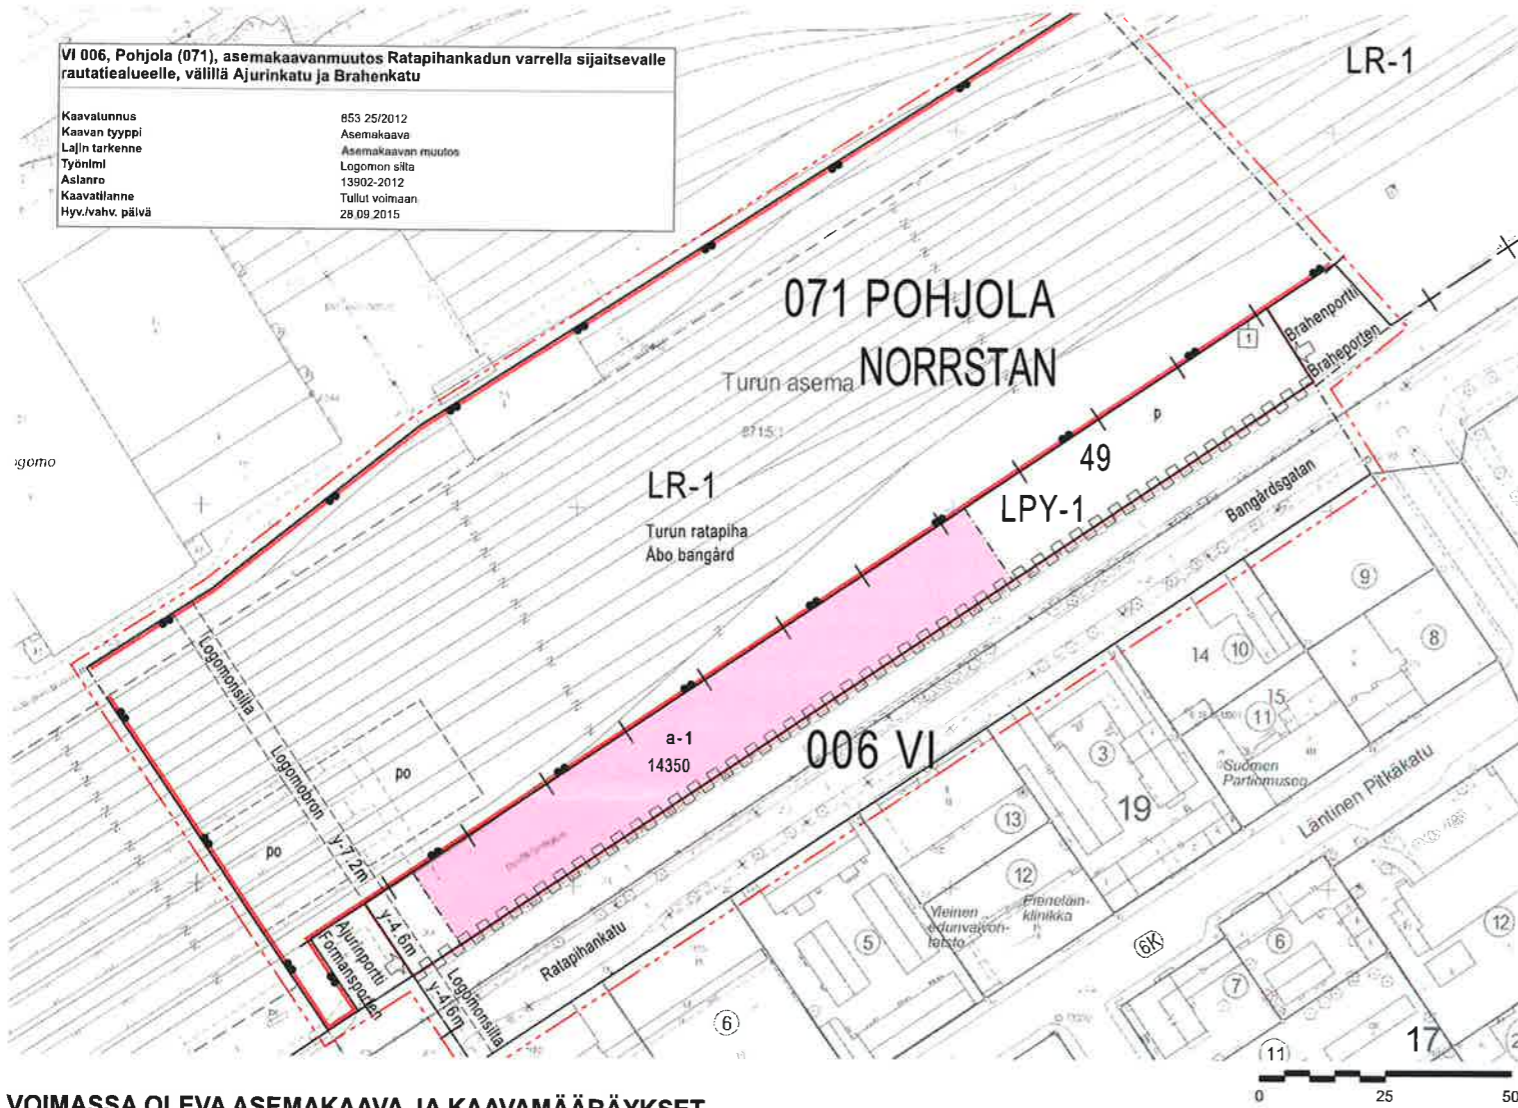 VI 006, Pohjola (071), asemakaavanmuutos Ratapihankadun varrella sijaitsevalle
rautatiealueelle, välillä Ajurinkatu ja Brahenkatu
Kaavatunnus 853 25/2012
Kaavan tyyppi Asemakaava
Lajin tarkenne Asemakaavan muutos
Työnimi Logomon silta
Asianro 13902-2012
Kaavatilanne Tullut voimaan
Hyv./vahv. päivä 28.09.2015
LR-1
071 POHJOLA
NORRSTAN
Turun asema
Brahenportti
Braheporten
1
p
49
LPY-1
LR-1
Turun ratapiha
Åbo bangård
Bangårdsgatan
9
8
14
10
15
11
Suomen
Partiomuseo
Läntinen Pitkäkatu
3
19
006 VI
a-1
14350
Logomonsilta
Logomobron
po
po
y-7.2m
y-4.6m
y-4.6m
Ajurinportti
Formansporten
Logomonsilta
Ratapihankatu
13
12
5
Yleinen
edunvalvon-
Pieneläin-
klinikka
6K
6
7
12
6
17
11
0 25 50
VOIMASSA OLEVA ASEMAKAAVA JA KAAVAMÄÄRÄYKSET